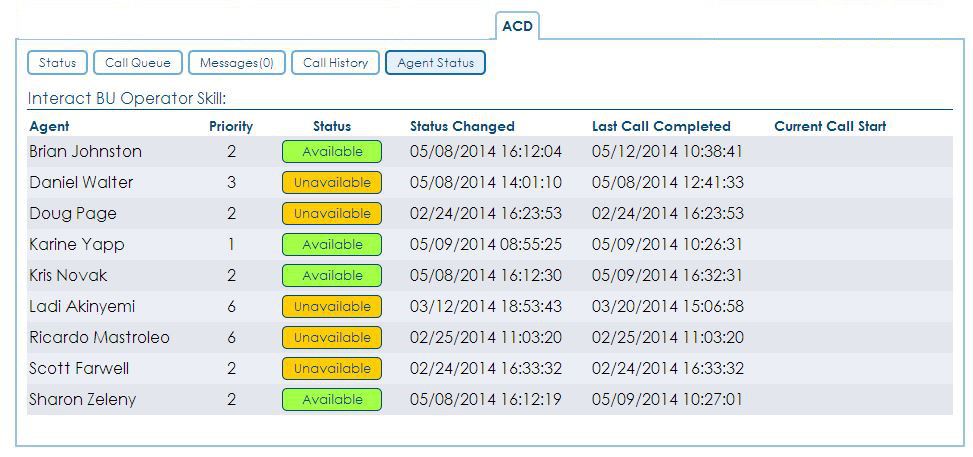 ACD
Status Call Queue Messages(0) Call History Agent Status
Interact BU Operator Skill:
Agent Priority Status Status Changed Last Call Completed Current Call Start
Brian Johnston 2 Available 05/08/2014 16:12:04 05/12/2014 10:38:41
Daniel Walter 3 Unavailable 05/08/2014 14:01:10 05/08/2014 12:41:33
Doug Page 2 Unavailable 02/24/2014 16:23:53 02/24/2014 16:23:53
Karine Yapp 1 Available 05/09/2014 08:55:25 05/09/2014 10:26:31
Kris Novak 2 Available 05/08/2014 16:12:30 05/09/2014 16:32:31
Ladi Akinyemi 6 Unavailable 03/12/2014 18:53:43 03/20/2014 15:06:58
Ricardo Mastroleo 6 Unavailable 02/25/2014 11:03:20 02/25/2014 11:03:20
Scott Farwell 2 Unavailable 02/24/2014 16:33:32 02/24/2014 16:33:32
Sharon Zeleny 2 Available 05/08/2014 16:12:19 05/09/2014 10:27:01